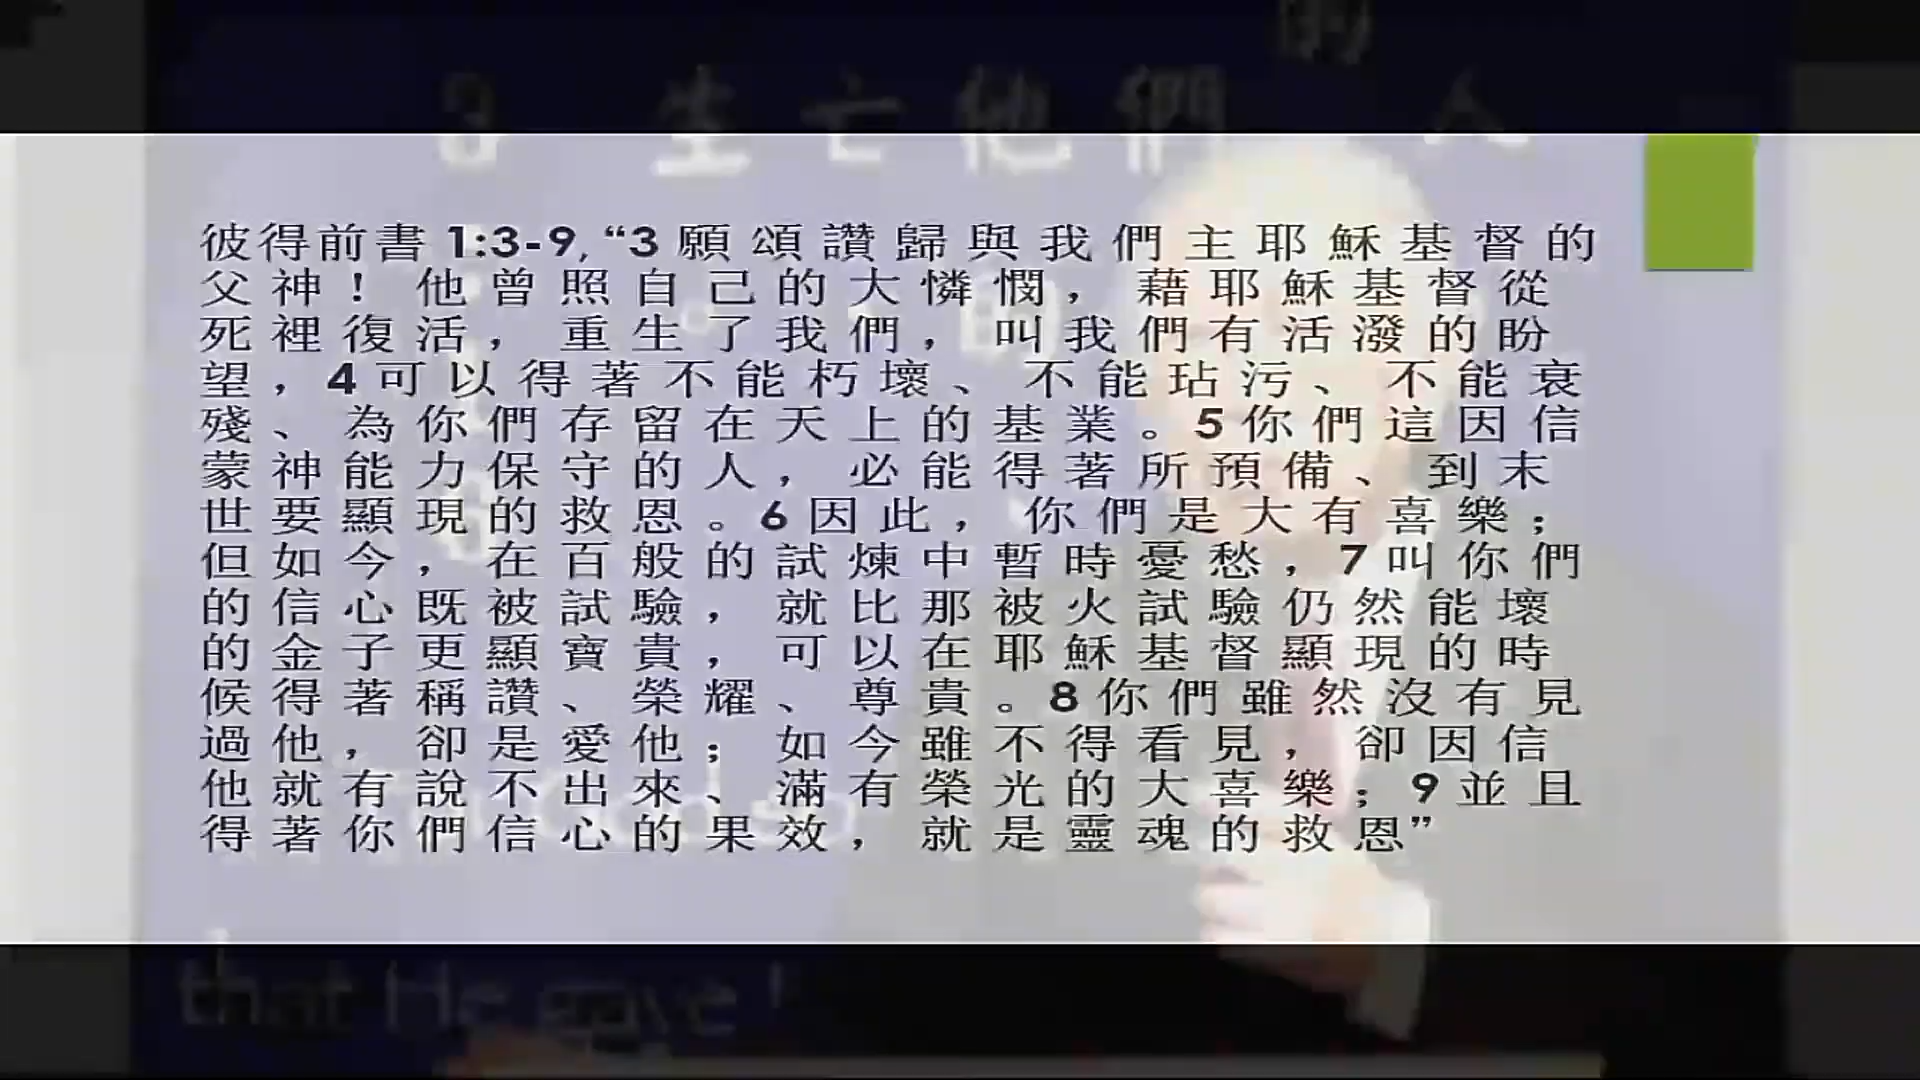 的
3 生亡他們 人
彼得前書 1:3-9, “3 願頌讚歸與我們主耶穌基督的
父神！他曾照自己的大憐憫，藉耶穌基督從
死裡復活，重生了我們，叫我們有活潑的盼
望，4 可以得著不能朽壞、不能玷污、不能衰
殘、為你們存留在天上的基業。5 你們這因信
蒙神能力保守的人，必能得著所預備、到末
世要顯現的救恩。6 因此，你們是大有喜樂；
但如今，在百般的試煉中暫時憂愁，7 叫你們
的信心既被試驗，就比那被火試驗仍然能壞
的金子更顯寶貴，可以在耶穌基督顯現的時
候得著稱讚、榮耀、尊貴。8 你們雖然沒有見
過他，卻是愛他；如今雖不得看見，卻因信
他就有說不出來、滿有榮光的大喜樂；9 並且
得著你們信心的果效，就是靈魂的救恩”
that He gave